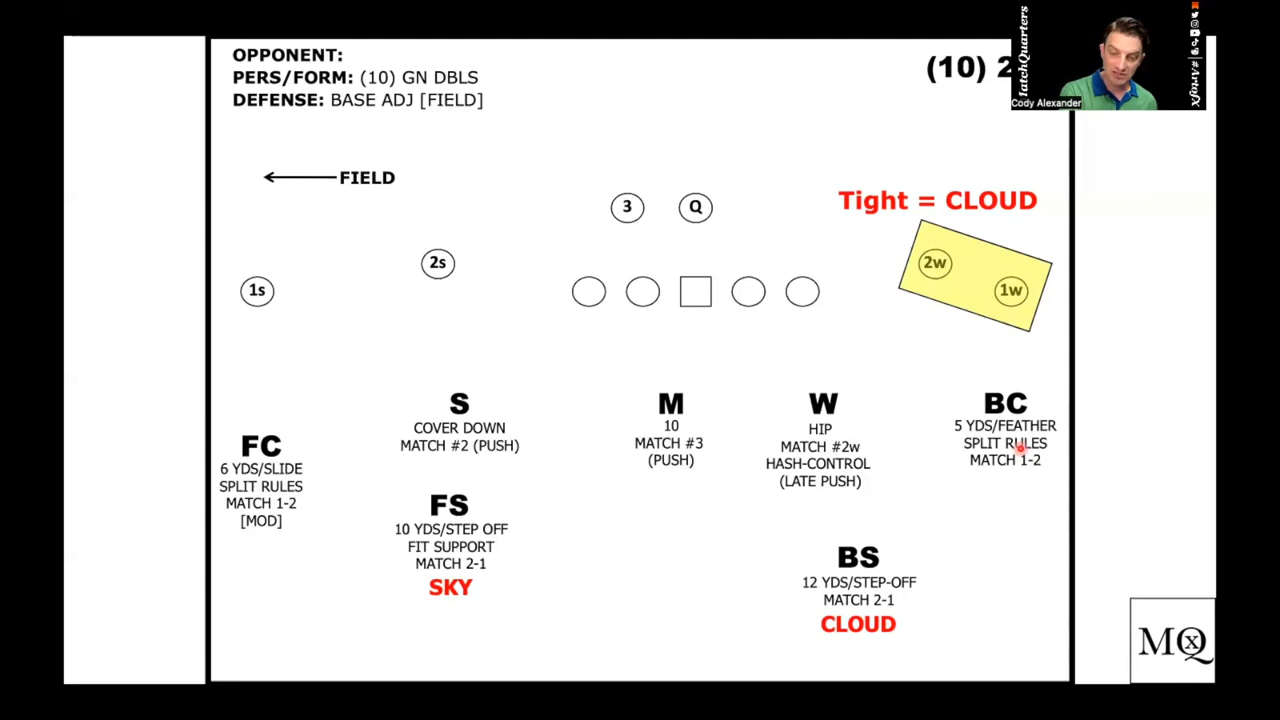 OPPONENT:
PERS/FORM: (10) GN DBLS
DEFENSE: BASE ADJ [FIELD]
(10) 2
MatchQuarters
#ArtofX
Cody Alexander
FIELD
Tight = CLOUD
3
Q
2s
2w
1s
1w
S
COVER DOWN
MATCH #2 (PUSH)
M
10
MATCH #3
(PUSH)
W
HIP
MATCH #2w
HASH-CONTROL
(LATE PUSH)
BC
5 YDS/FEATHER
SPLIT RULES
MATCH 1-2
FC
6 YDS/SLIDE
SPLIT RULES
MATCH 1-2
[MOD]
FS
10 YDS/STEP OFF
FIT SUPPORT
MATCH 2-1
SKY
BS
12 YDS/STEP-OFF
MATCH 2-1
CLOUD
MQx